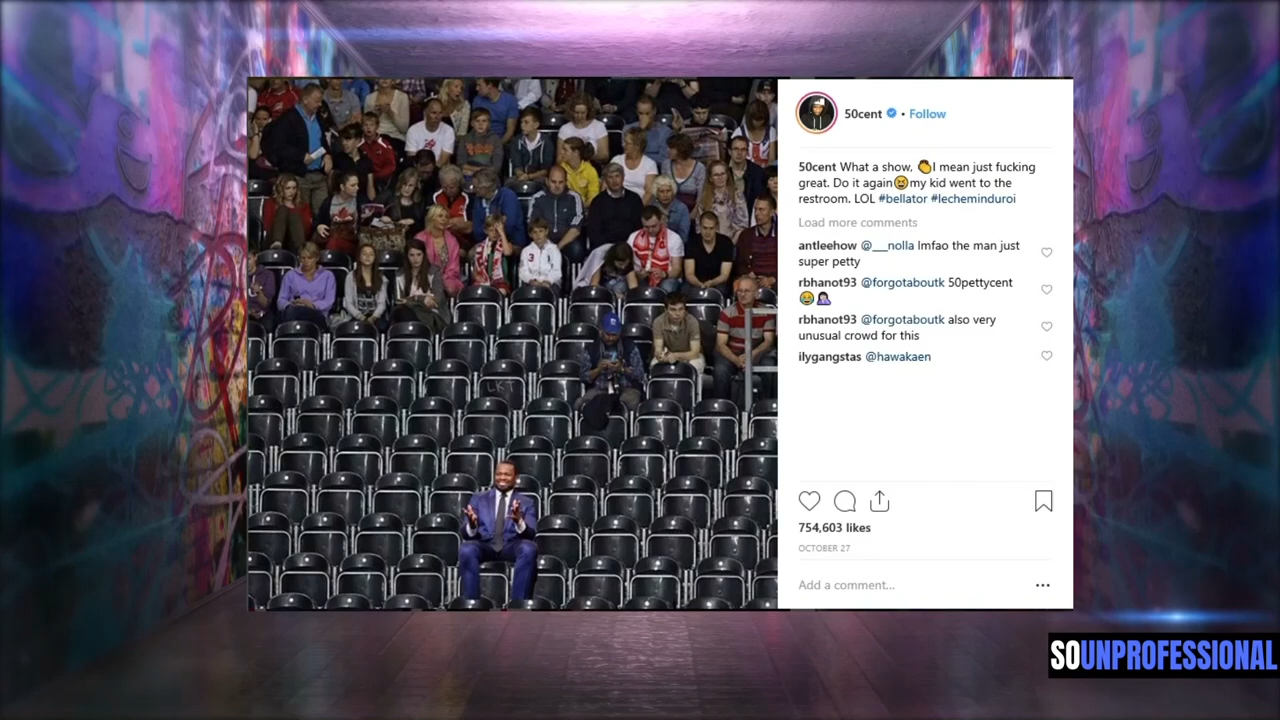 50cent • Follow
50cent What a show, 👏I mean just fucking
great. Do it again😆my kid went to the
restroom. LOL #bellator #lecheminduroi
Load more comments
antleehow @___nolla lmfao the man just
super petty
rbhanot93 @forgotaboutk 50pettycent
😂🤦🏽‍♀️
rbhanot93 @forgotaboutk also very
unusual crowd for this
ilygangstas @hawakaen
LKT
754,603 likes
OCTOBER 27
Add a comment...
SOUNPROFESSIONAL